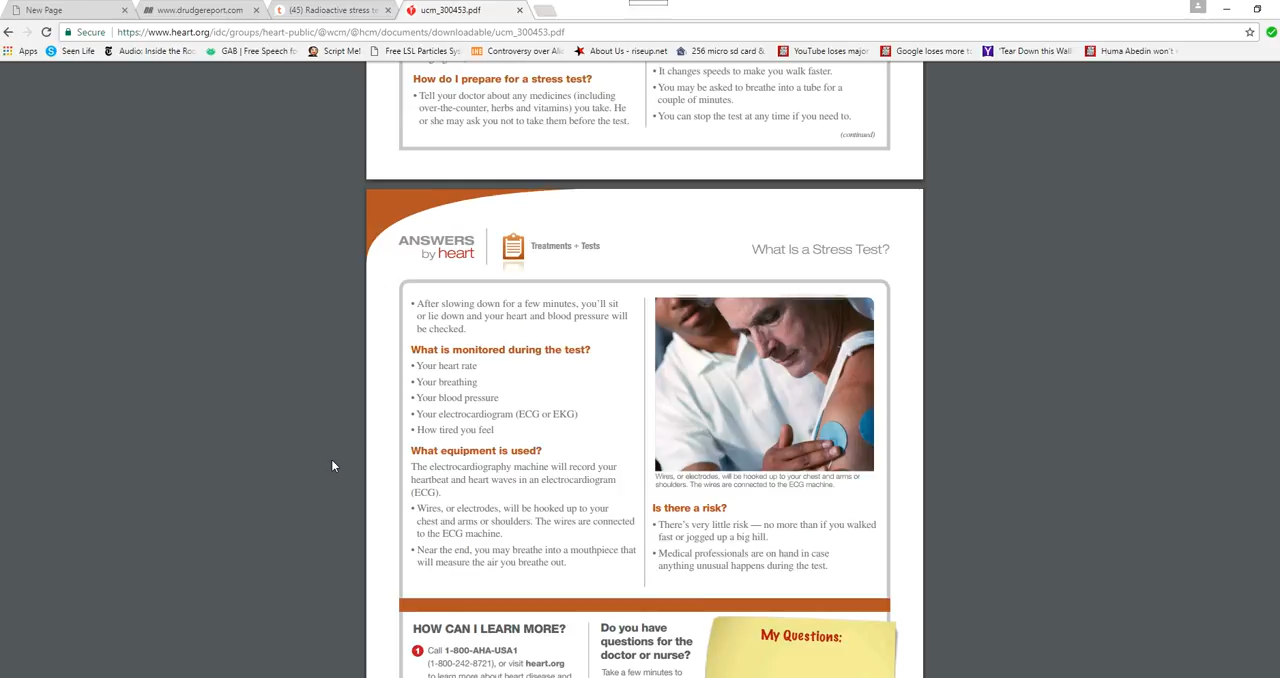 New Page
www.drudgereport.com
(45) Radioactive stress te
ucm_300453.pdf
Secure
https://www.heart.org/idc/groups/heart-public/@wcm/@hcm/documents/downloadable/ucm_300453.pdf
Apps
Seen Life
Audio: Inside the Ro
GAB | Free Speech fo
Script Me!
Free LSL Particles Sys
Controversy over Alic
About Us - riseup.net
256 micro sd card &
YouTube loses major
Google loses more t
'Tear Down this Wall
Huma Abedin won't
How do I prepare for a stress test?
• Tell your doctor about any medicines (including
over-the-counter, herbs and vitamins) you take. He
or she may ask you not to take them before the test.
• It changes speeds to make you walk faster.
• You may be asked to breathe into a tube for a
couple of minutes.
• You can stop the test at any time if you need to.
(continued)
ANSWERS
by heart
Treatments + Tests
What Is a Stress Test?
• After slowing down for a few minutes, you'll sit
or lie down and your heart and blood pressure will
be checked.
What is monitored during the test?
• Your heart rate
• Your breathing
• Your blood pressure
• Your electrocardiogram (ECG or EKG)
• How tired you feel
What equipment is used?
The electrocardiography machine will record your
heartbeat and heart waves in an electrocardiogram
(ECG).
• Wires, or electrodes, will be hooked up to your
chest and arms or shoulders. The wires are connected
to the ECG machine.
• Near the end, you may breathe into a mouthpiece that
will measure the air you breathe out.
Wires, or electrodes, will be hooked up to your chest and arms or
shoulders. The wires are connected to the ECG machine.
Is there a risk?
• There's very little risk — no more than if you walked
fast or jogged up a big hill.
• Medical professionals are on hand in case
anything unusual happens during the test.
HOW CAN I LEARN MORE?
1 Call 1-800-AHA-USA1
(1-800-242-8721), or visit heart.org
to learn more about heart disease and
Do you have
questions for the
doctor or nurse?
Take a few minutes to
My Questions: